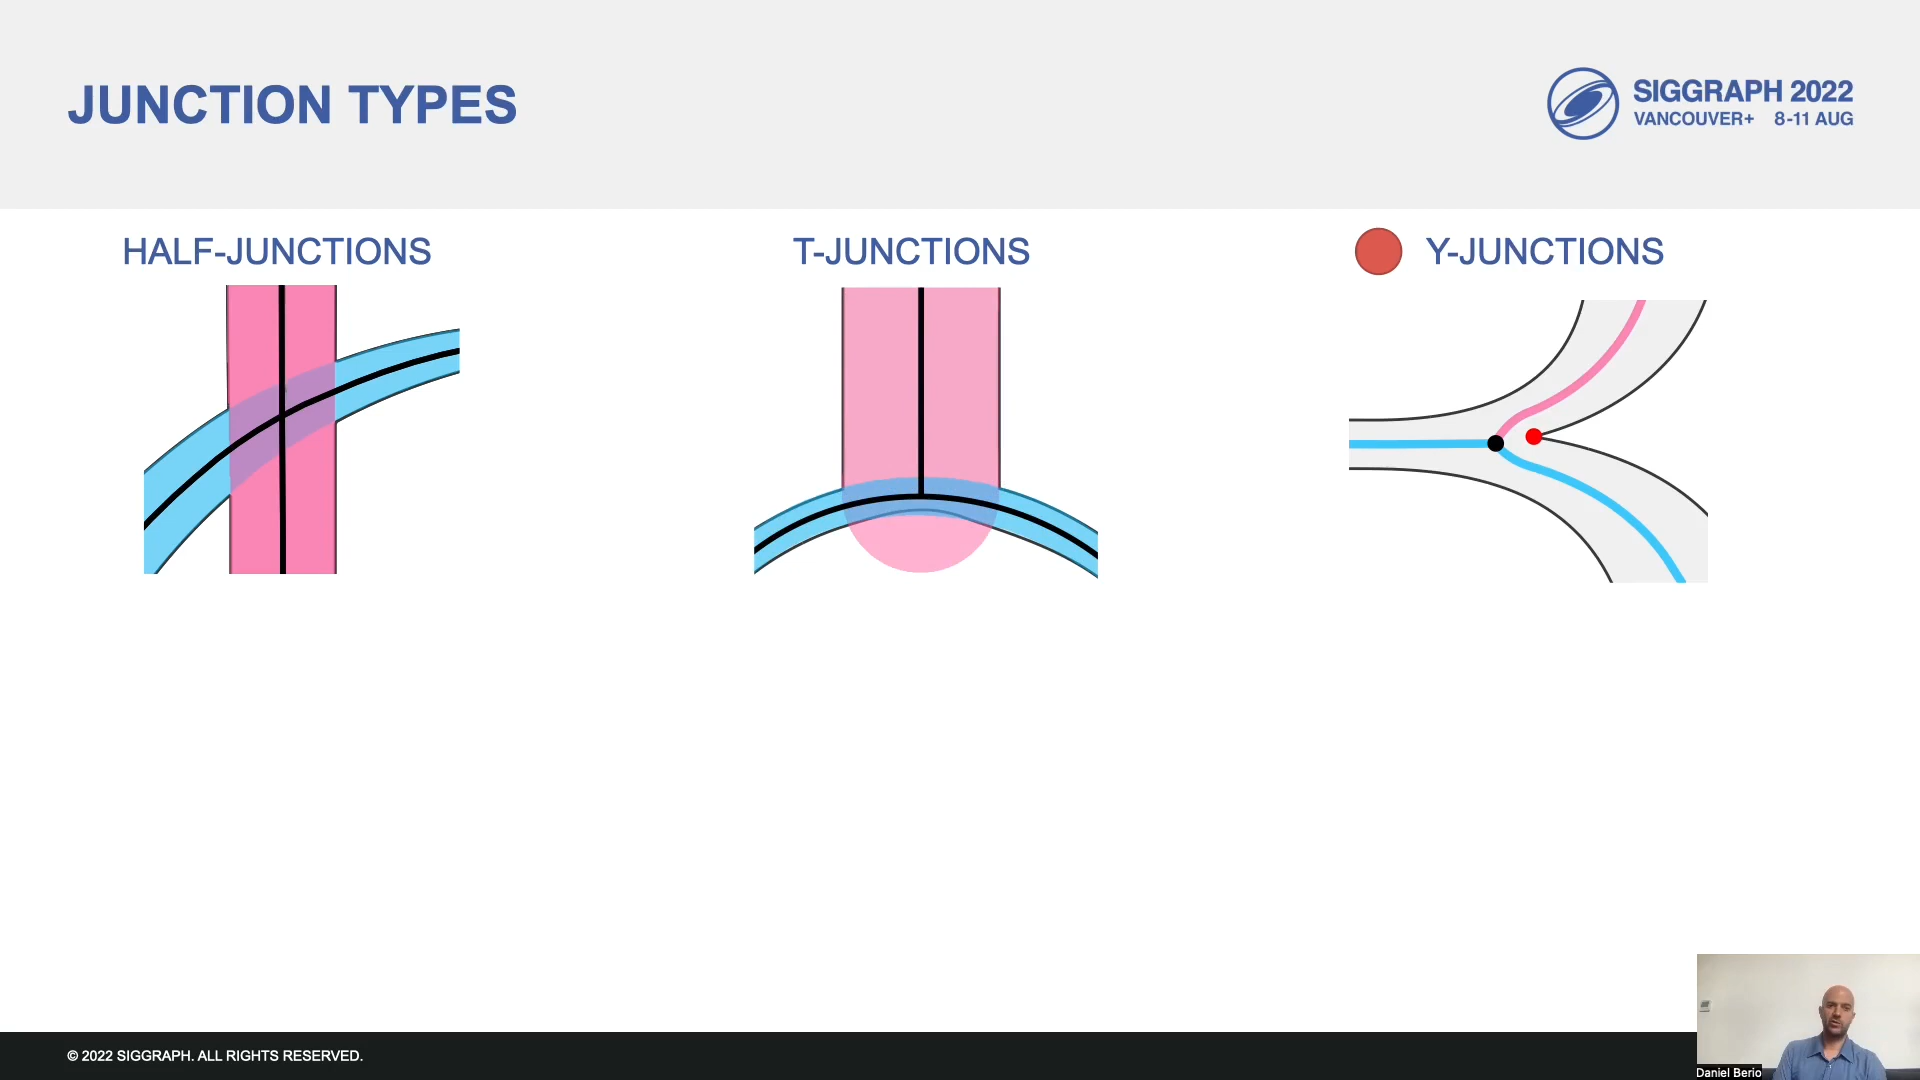 JUNCTION TYPES
SIGGRAPH 2022
VANCOUVER+ 8-11 AUG
HALF-JUNCTIONS
T-JUNCTIONS
Y-JUNCTIONS
© 2022 SIGGRAPH. ALL RIGHTS RESERVED.
Daniel Berio